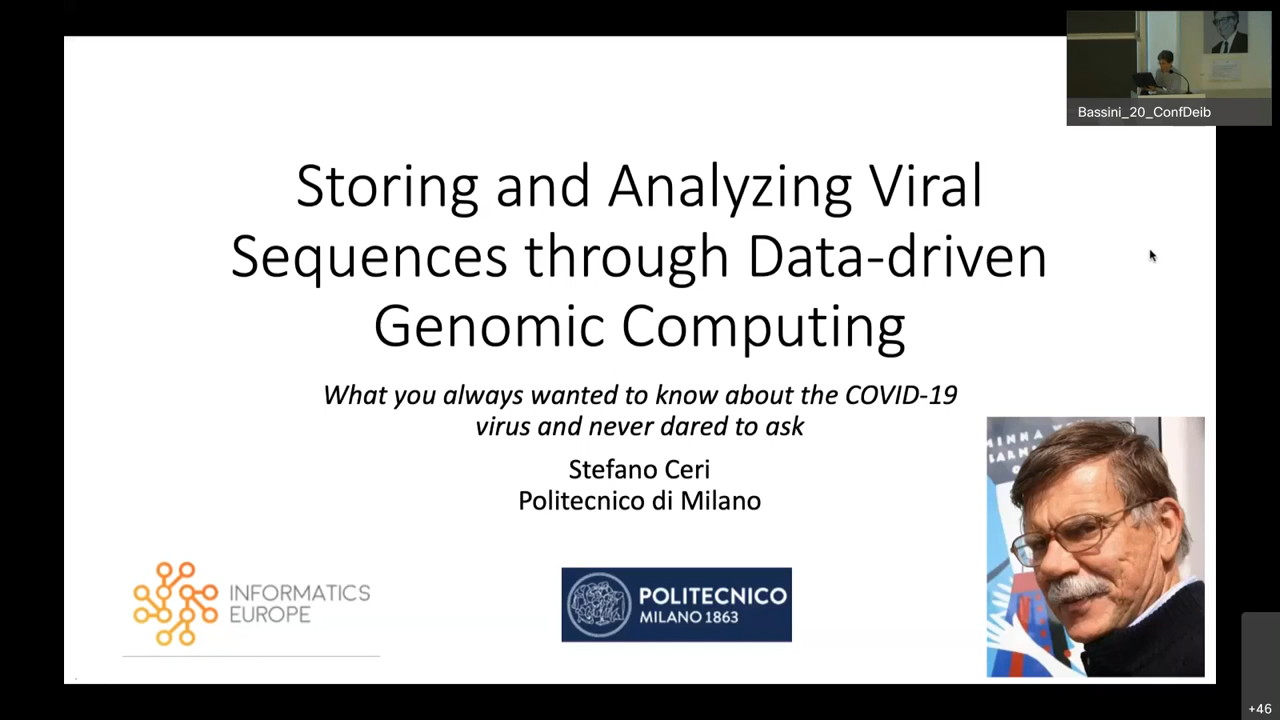 Bassini_20_ConfDeib
Storing and Analyzing Viral
Sequences through Data-driven
Genomic Computing
What you always wanted to know about the COVID-19
virus and never dared to ask
Stefano Ceri
Politecnico di Milano
INFORMATICS
EUROPE
POLITECNICO
MILANO 1863
+46